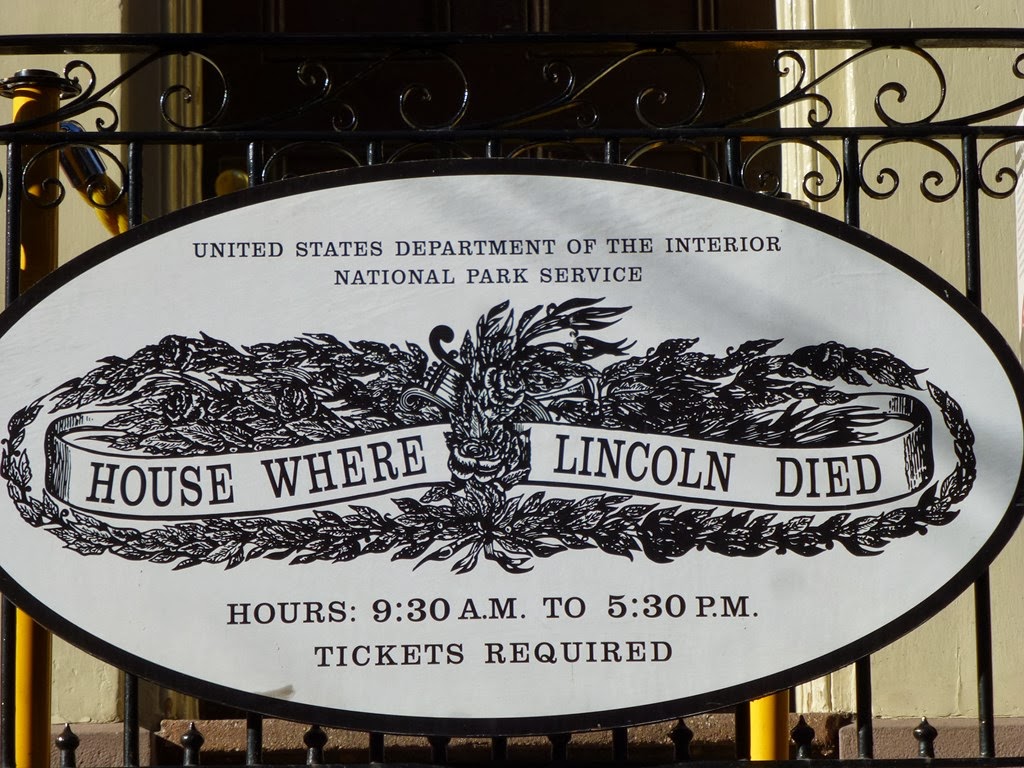 UNITED STATES DEPARTMENT OF THE INTERIOR
NATIONAL PARK SERVICE
HOUSE WHERE LINCOLN DIED
HOURS: 9:30 A.M. TO 5:30 P.M.
TICKETS REQUIRED